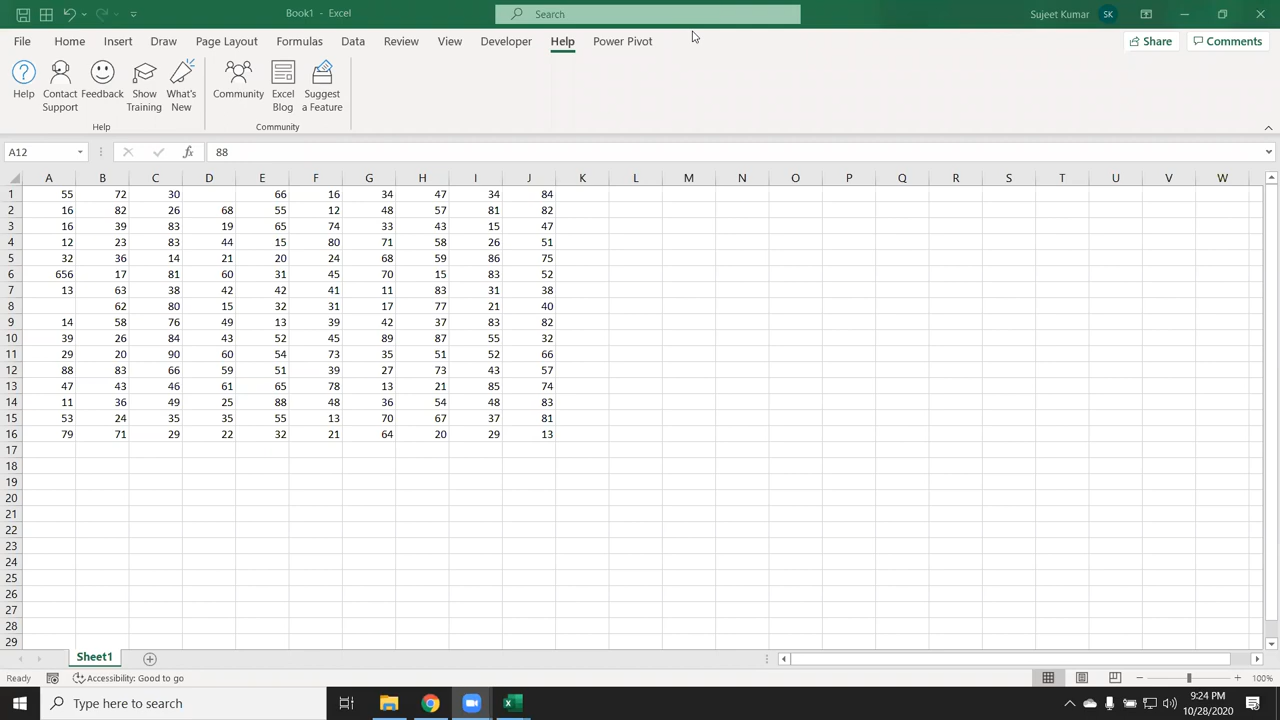 Book1 - Excel
Search
Sujeet Kumar
SK
File Home Insert Draw Page Layout Formulas Data Review View Developer Help Power Pivot
Share
Comments
Help Contact Support Feedback Show Training What's New Community Excel Blog Suggest a Feature
Help Community
A12 fx 88
A B C D E F G H I J K L M N O P Q R S T U V W
1 55 72 30 66 16 34 47 34 84
2 16 82 26 68 55 12 48 57 81 82
3 16 39 83 19 65 74 33 43 15 47
4 12 23 83 44 15 80 71 58 26 51
5 32 36 14 21 20 24 68 59 86 75
6 656 17 81 60 31 45 70 15 83 52
7 13 63 38 42 42 41 11 83 31 38
8 62 80 15 32 31 17 77 21 40
9 14 58 76 49 13 39 42 37 83 82
10 39 26 84 43 52 45 89 87 55 32
11 29 20 90 60 54 73 35 51 52 66
12 88 83 66 59 51 39 27 73 43 57
13 47 43 46 61 65 78 13 21 85 74
14 11 36 49 25 88 48 36 54 48 83
15 53 24 35 35 55 13 70 67 37 81
16 79 71 29 22 32 21 64 20 29 13
17
18
19
20
21
22
23
24
25
26
27
28
29
Sheet1
Ready Accessibility: Good to go 100%
Type here to search
9:24 PM
10/28/2020